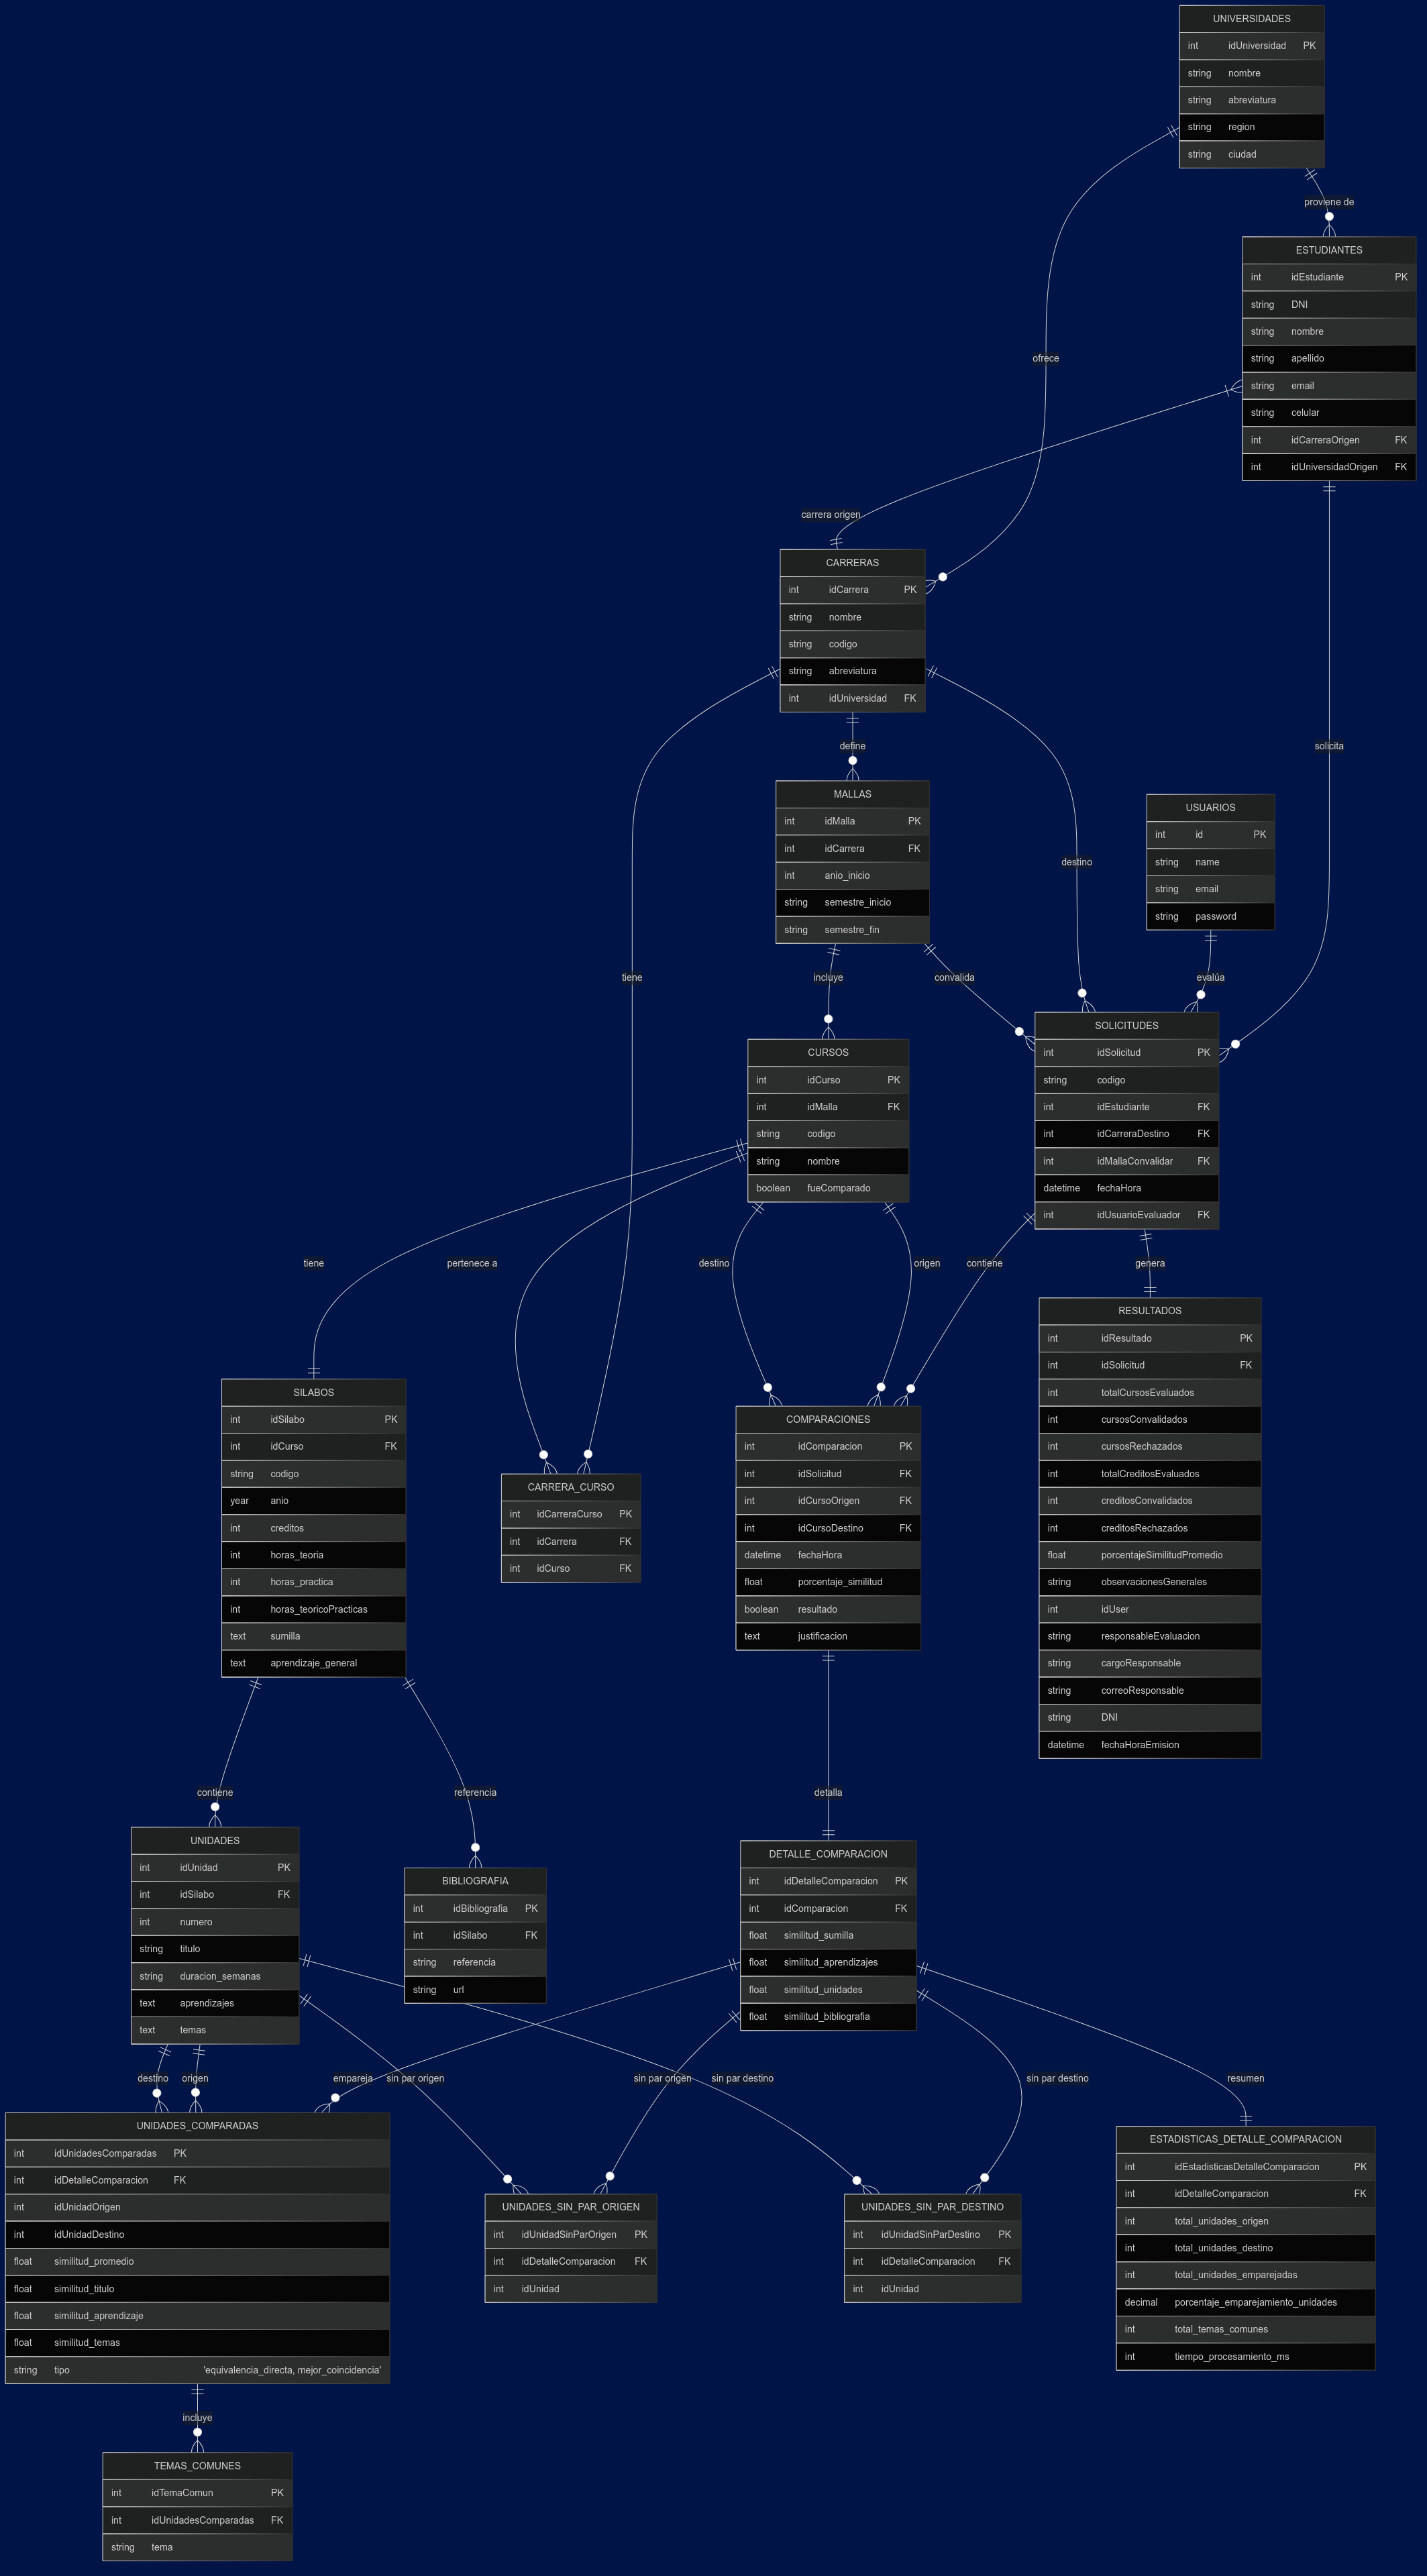 UNIVERSIDADES
int idUniversidad PK
string nombre
string abreviatura
string region
string ciudad
proviene de
ESTUDIANTES
int idEstudiante PK
string DNI
string nombre
string apellido
string email
string celular
int idCarreraOrigen FK
int idUniversidadOrigen FK
ofrece
carrera origen
CARRERAS
int idCarrera PK
string nombre
string codigo
string abreviatura
int idUniversidad FK
define
solicita
MALLAS
int idMalla PK
int idCarrera FK
int anio_inicio
string semestre_inicio
string semestre_fin
USUARIOS
int id PK
string name
string email
string password
destino
tiene
incluye
convalida
evalúa
CURSOS
int idCurso PK
int idMalla FK
string codigo
string nombre
boolean fueComparado
SOLICITUDES
int idSolicitud PK
string codigo
int idEstudiante FK
int idCarreraDestino FK
int idMallaConvalidar FK
datetime fechaHora
int idUsuarioEvaluador FK
tiene
pertenece a
destino
origen
contiene
genera
RESULTADOS
int idResultado PK
int idSolicitud FK
int totalCursosEvaluados
int cursosConvalidados
int cursosRechazados
int totalCreditosEvaluados
int creditosConvalidados
int creditosRechazados
float porcentajeSimilitudPromedio
string observacionesGenerales
int idUser
string responsableEvaluacion
string cargoResponsable
string correoResponsable
string DNI
datetime fechaHoraEmision
SILABOS
int idSilabo PK
int idCurso FK
string codigo
year anio
int creditos
int horas_teoria
int horas_practica
int horas_teoricoPracticas
text sumilla
text aprendizaje_general
CARRERA_CURSO
int idCarreraCurso PK
int idCarrera FK
int idCurso FK
COMPARACIONES
int idComparacion PK
int idSolicitud FK
int idCursoOrigen FK
int idCursoDestino FK
datetime fechaHora
float porcentaje_similitud
boolean resultado
text justificacion
contiene
referencia
detalla
UNIDADES
int idUnidad PK
int idSilabo FK
int numero
string titulo
string duracion_semanas
text aprendizajes
text temas
BIBLIOGRAFIA
int idBibliografia PK
int idSilabo FK
string referencia
string url
DETALLE_COMPARACION
int idDetalleComparacion PK
int idComparacion FK
float similitud_sumilla
float similitud_aprendizajes
float similitud_unidades
float similitud_bibliografia
destino
origen
empareja
sin par origen
sin par origen
sin par destino
sin par destino
resumen
UNIDADES_COMPARADAS
int idUnidadesComparadas PK
int idDetalleComparacion FK
int idUnidadOrigen
int idUnidadDestino
float similitud_promedio
float similitud_titulo
float similitud_aprendizaje
float similitud_temas
string tipo 'equivalencia_directa, mejor_coincidencia'
UNIDADES_SIN_PAR_ORIGEN
int idUnidadSinParOrigen PK
int idDetalleComparacion FK
int idUnidad
UNIDADES_SIN_PAR_DESTINO
int idUnidadSinParDestino PK
int idDetalleComparacion FK
int idUnidad
ESTADISTICAS_DETALLE_COMPARACION
int idEstadisticasDetalleComparacion PK
int idDetalleComparacion FK
int total_unidades_origen
int total_unidades_destino
int total_unidades_emparejadas
decimal porcentaje_emparejamiento_unidades
int total_temas_comunes
int tiempo_procesamiento_ms
incluye
TEMAS_COMUNES
int idTemaComun PK
int idUnidadesComparadas FK
string tema